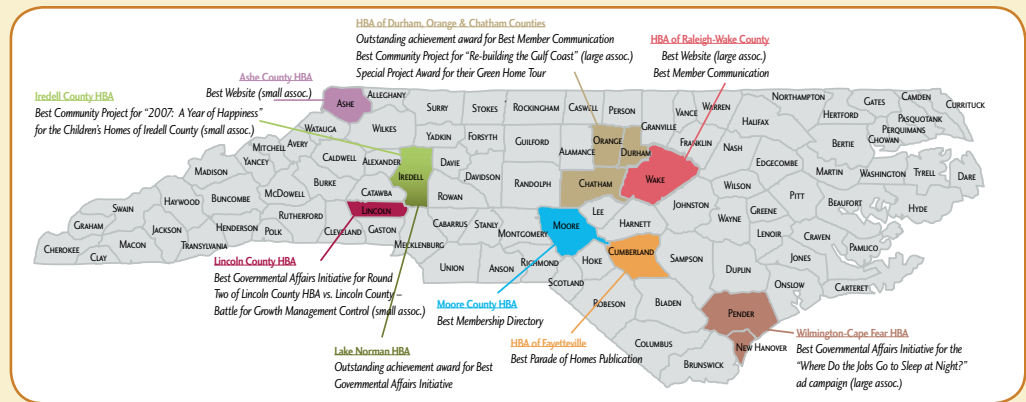 HBA of Durham, Orange & Chatham Counties
Outstanding achievement award for Best Member Communication
Best Community Project for “Re-building the Gulf Coast” (large assoc.)
Special Project Award for their Green Home Tour
HBA of Raleigh-Wake County
Best Website (large assoc.)
Best Member Communication
Ashe County HBA
Best Website (small assoc.)
Iredell County HBA
Best Community Project for “2007: A Year of Happiness”
for the Children’s Homes of Iredell County (small assoc.)
ASHE
ALLEGHANY
SURRY
STOKES
ROCKINGHAM
CASWELL
PERSON
VANCE
WARREN
NORTHAMPTON
GATES
CAMDEN
CURRITUCK
PASQUOTANK
PERQUIMANS
CHOWAN
HERTFORD
HALIFAX
GRANVILLE
WATAUGA
WILKES
YADKIN
FORSYTH
GUILFORD
ALAMANCE
ORANGE
DURHAM
FRANKLIN
NASH
BERTIE
MITCHELL
AVERY
YANCEY
CALDWELL
ALEXANDER
IREDELL
DAVIE
DAVIDSON
RANDOLPH
CHATHAM
WAKE
EDGECOMBE
MARTIN
WASHINGTON
TYRELL
DARE
MADISON
BURKE
CATAWBA
ROWAN
WILSON
PITT
BEAUFORT
HYDE
HAYWOOD
BUNCOMBE
MCDOWELL
LINCOLN
LEE
JOHNSTON
WAYNE
GREENE
SWAIN
GRAHAM
JACKSON
HENDERSON
POLK
RUTHERFORD
CLEVELAND
GASTON
CABARRUS
STANLY
MONTGOMERY
MOORE
HARNETT
LENOIR
CRAVEN
PAMLICO
CHEROKEE
CLAY
MACON
TRANSYLVANIA
MECKLENBURG
UNION
ANSON
RICHMOND
HOKE
CUMBERLAND
SAMPSON
DUPLIN
JONES
ONSLOW
CARTERET
SCOTLAND
ROBESON
BLADEN
PENDER
COLUMBUS
BRUNSWICK
NEW HANOVER
Lincoln County HBA
Best Governmental Affairs Initiative for Round
Two of Lincoln County HBA vs. Lincoln County –
Battle for Growth Management Control (small assoc.)
Lake Norman HBA
Outstanding achievement award for Best
Governmental Affairs Initiative
Moore County HBA
Best Membership Directory
HBA of Fayetteville
Best Parade of Homes Publication
Wilmington-Cape Fear HBA
Best Governmental Affairs Initiative for the
“Where Do the Jobs Go to Sleep at Night?”
ad campaign (large assoc.)